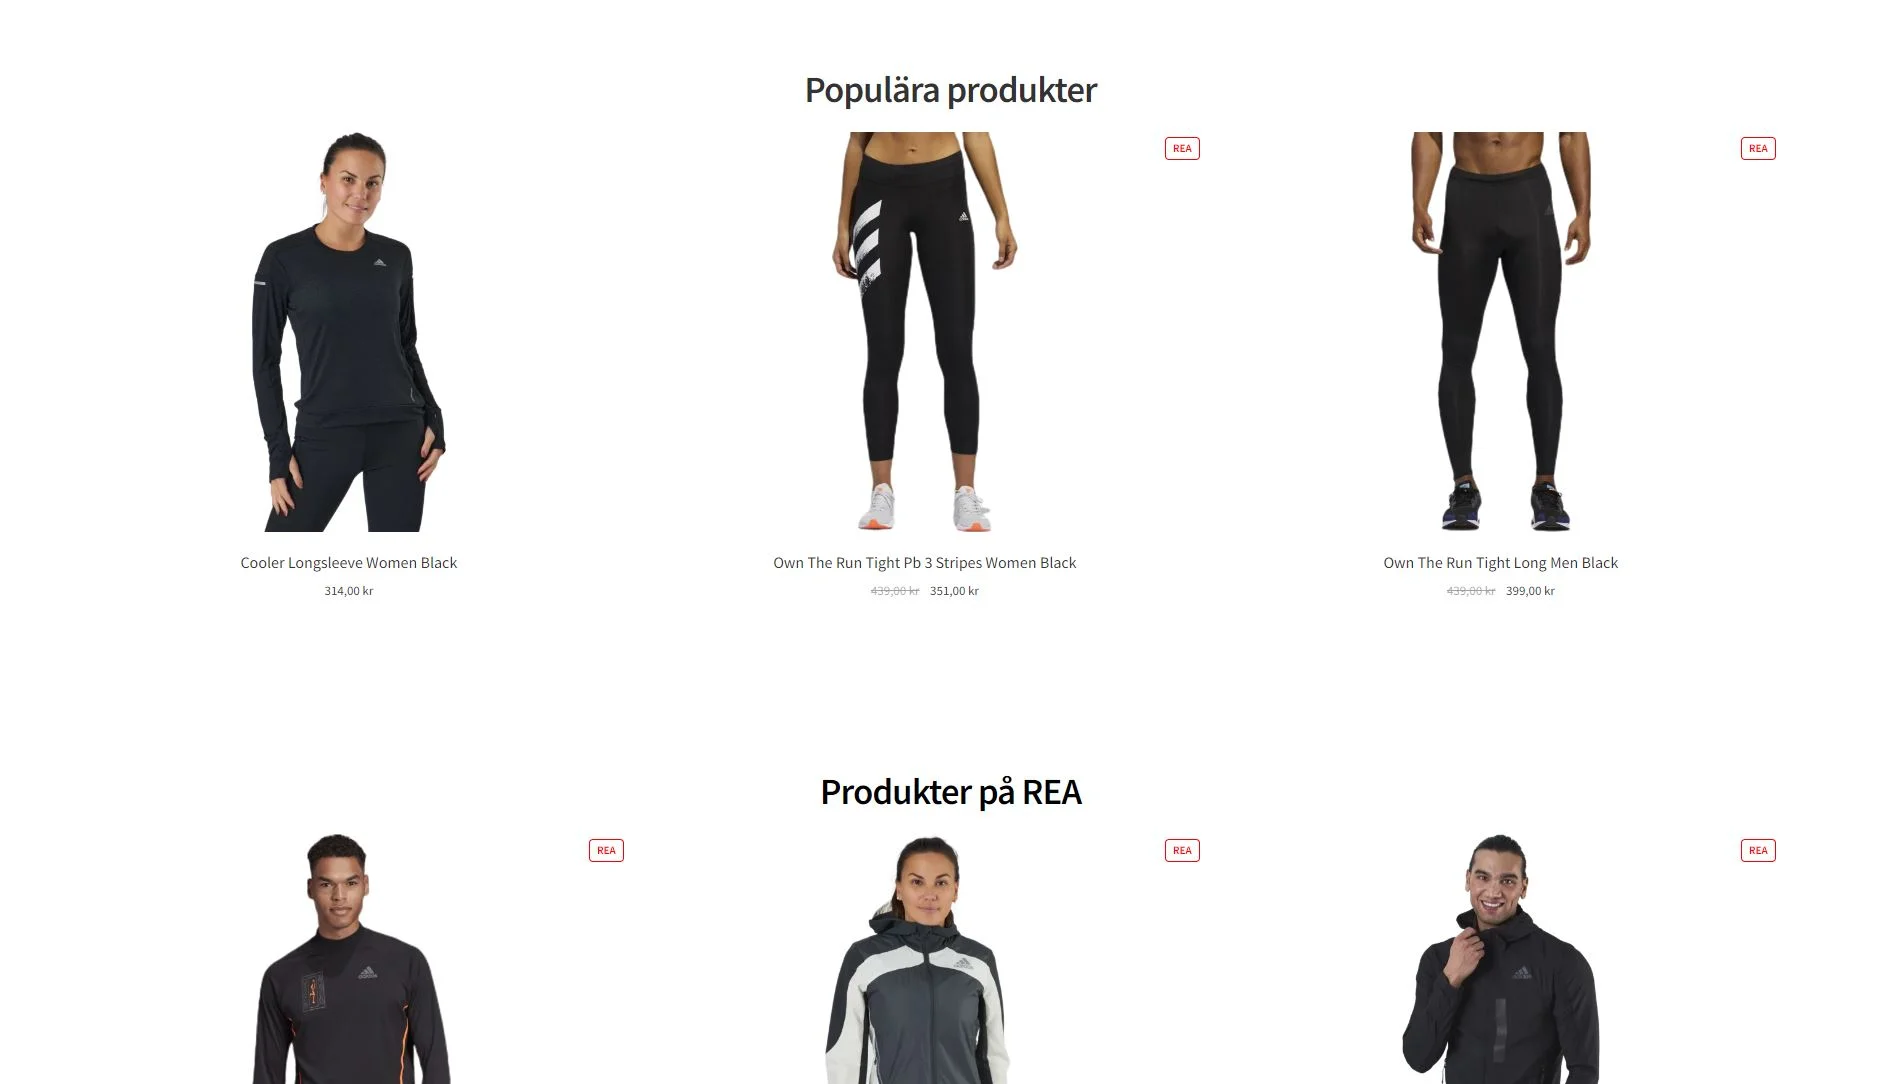 Populära produkter
REA
REA
Cooler Longsleeve Women Black
314,00 kr
Own The Run Tight Pb 3 Stripes Women Black
439,00 kr 351,00 kr
Own The Run Tight Long Men Black
439,00 kr 399,00 kr
Produkter på REA
REA
REA
REA